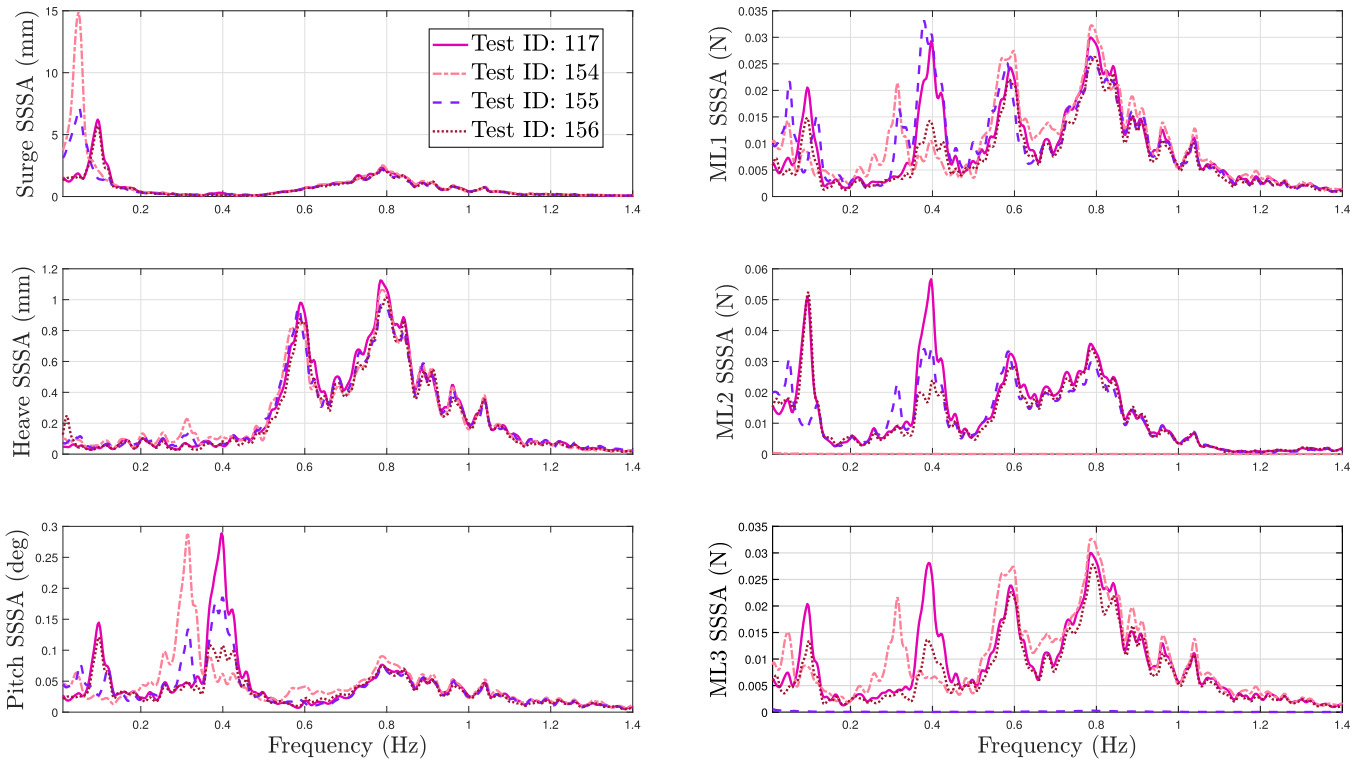 Surge SSSA (mm)
15
10
5
0
0.2 0.4 0.6 0.8 1 1.2 1.4
Test ID: 117
Test ID: 154
Test ID: 155
Test ID: 156
ML1 SSSA (N)
0.035
0.03
0.025
0.02
0.015
0.01
0.005
0
0.2 0.4 0.6 0.8 1 1.2 1.4
Heave SSSA (mm)
1.2
1
0.8
0.6
0.4
0.2
0
0.2 0.4 0.6 0.8 1 1.2 1.4
ML2 SSSA (N)
0.06
0.05
0.04
0.03
0.02
0.01
0
0.2 0.4 0.6 0.8 1 1.2 1.4
Pitch SSSA (deg)
0.3
0.25
0.2
0.15
0.1
0.05
0
0.2 0.4 0.6 0.8 1 1.2 1.4
Frequency (Hz)
ML3 SSSA (N)
0.035
0.03
0.025
0.02
0.015
0.01
0.005
0
0.2 0.4 0.6 0.8 1 1.2 1.4
Frequency (Hz)